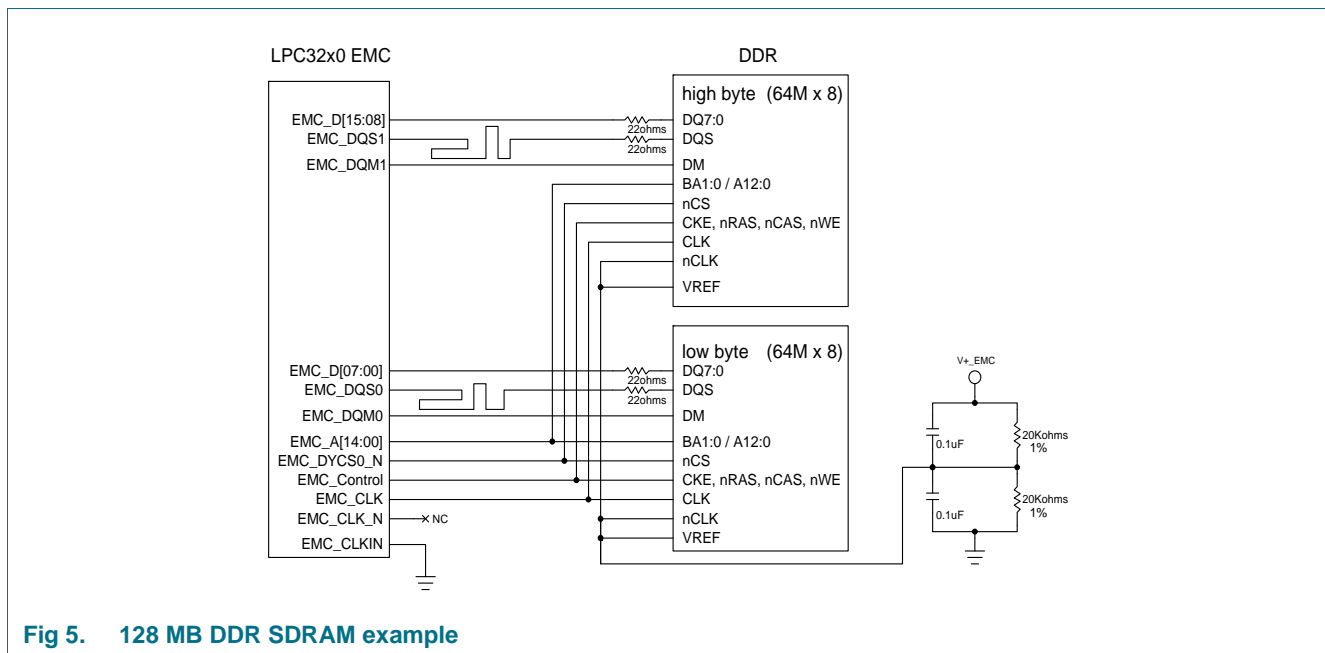 LPC32x0 EMC
DDR
high byte (64M x 8)
EMC_D[15:08]
22ohms
DQ7:0
EMC_DQS1
22ohms
DQS
EMC_DQM1
DM
BA1:0 / A12:0
nCS
CKE, nRAS, nCAS, nWE
CLK
nCLK
VREF
low byte (64M x 8)
EMC_D[07:00]
22ohms
DQ7:0
EMC_DQS0
22ohms
DQS
EMC_DQM0
DM
EMC_A[14:00]
BA1:0 / A12:0
EMC_DYCS0_N
nCS
EMC_Control
CKE, nRAS, nCAS, nWE
EMC_CLK
CLK
EMC_CLK_N
NC
nCLK
EMC_CLKIN
VREF
V+_EMC
0.1uF
20Kohms
1%
0.1uF
20Kohms
1%
Fig 5. 128 MB DDR SDRAM example